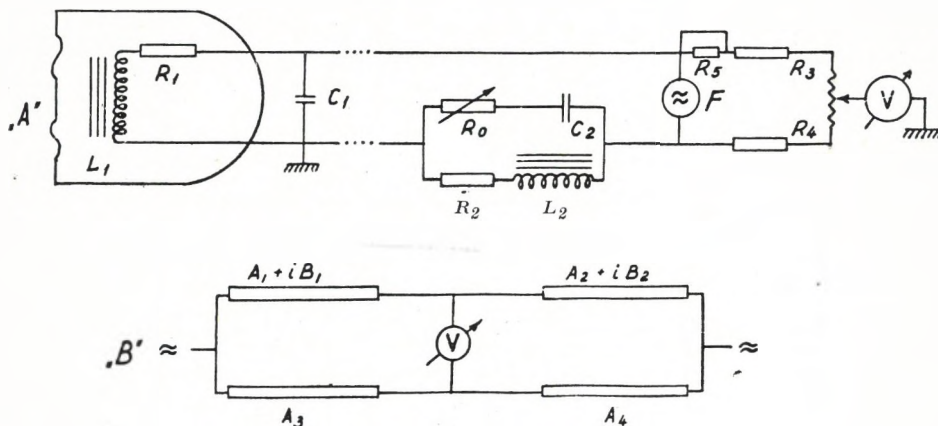 „A"
L1
R1
C1
R0
C2
R2
L2
R5
F
R3
R4
V
„B"
A1 + iB1
A2 + iB2
V
A3
A4